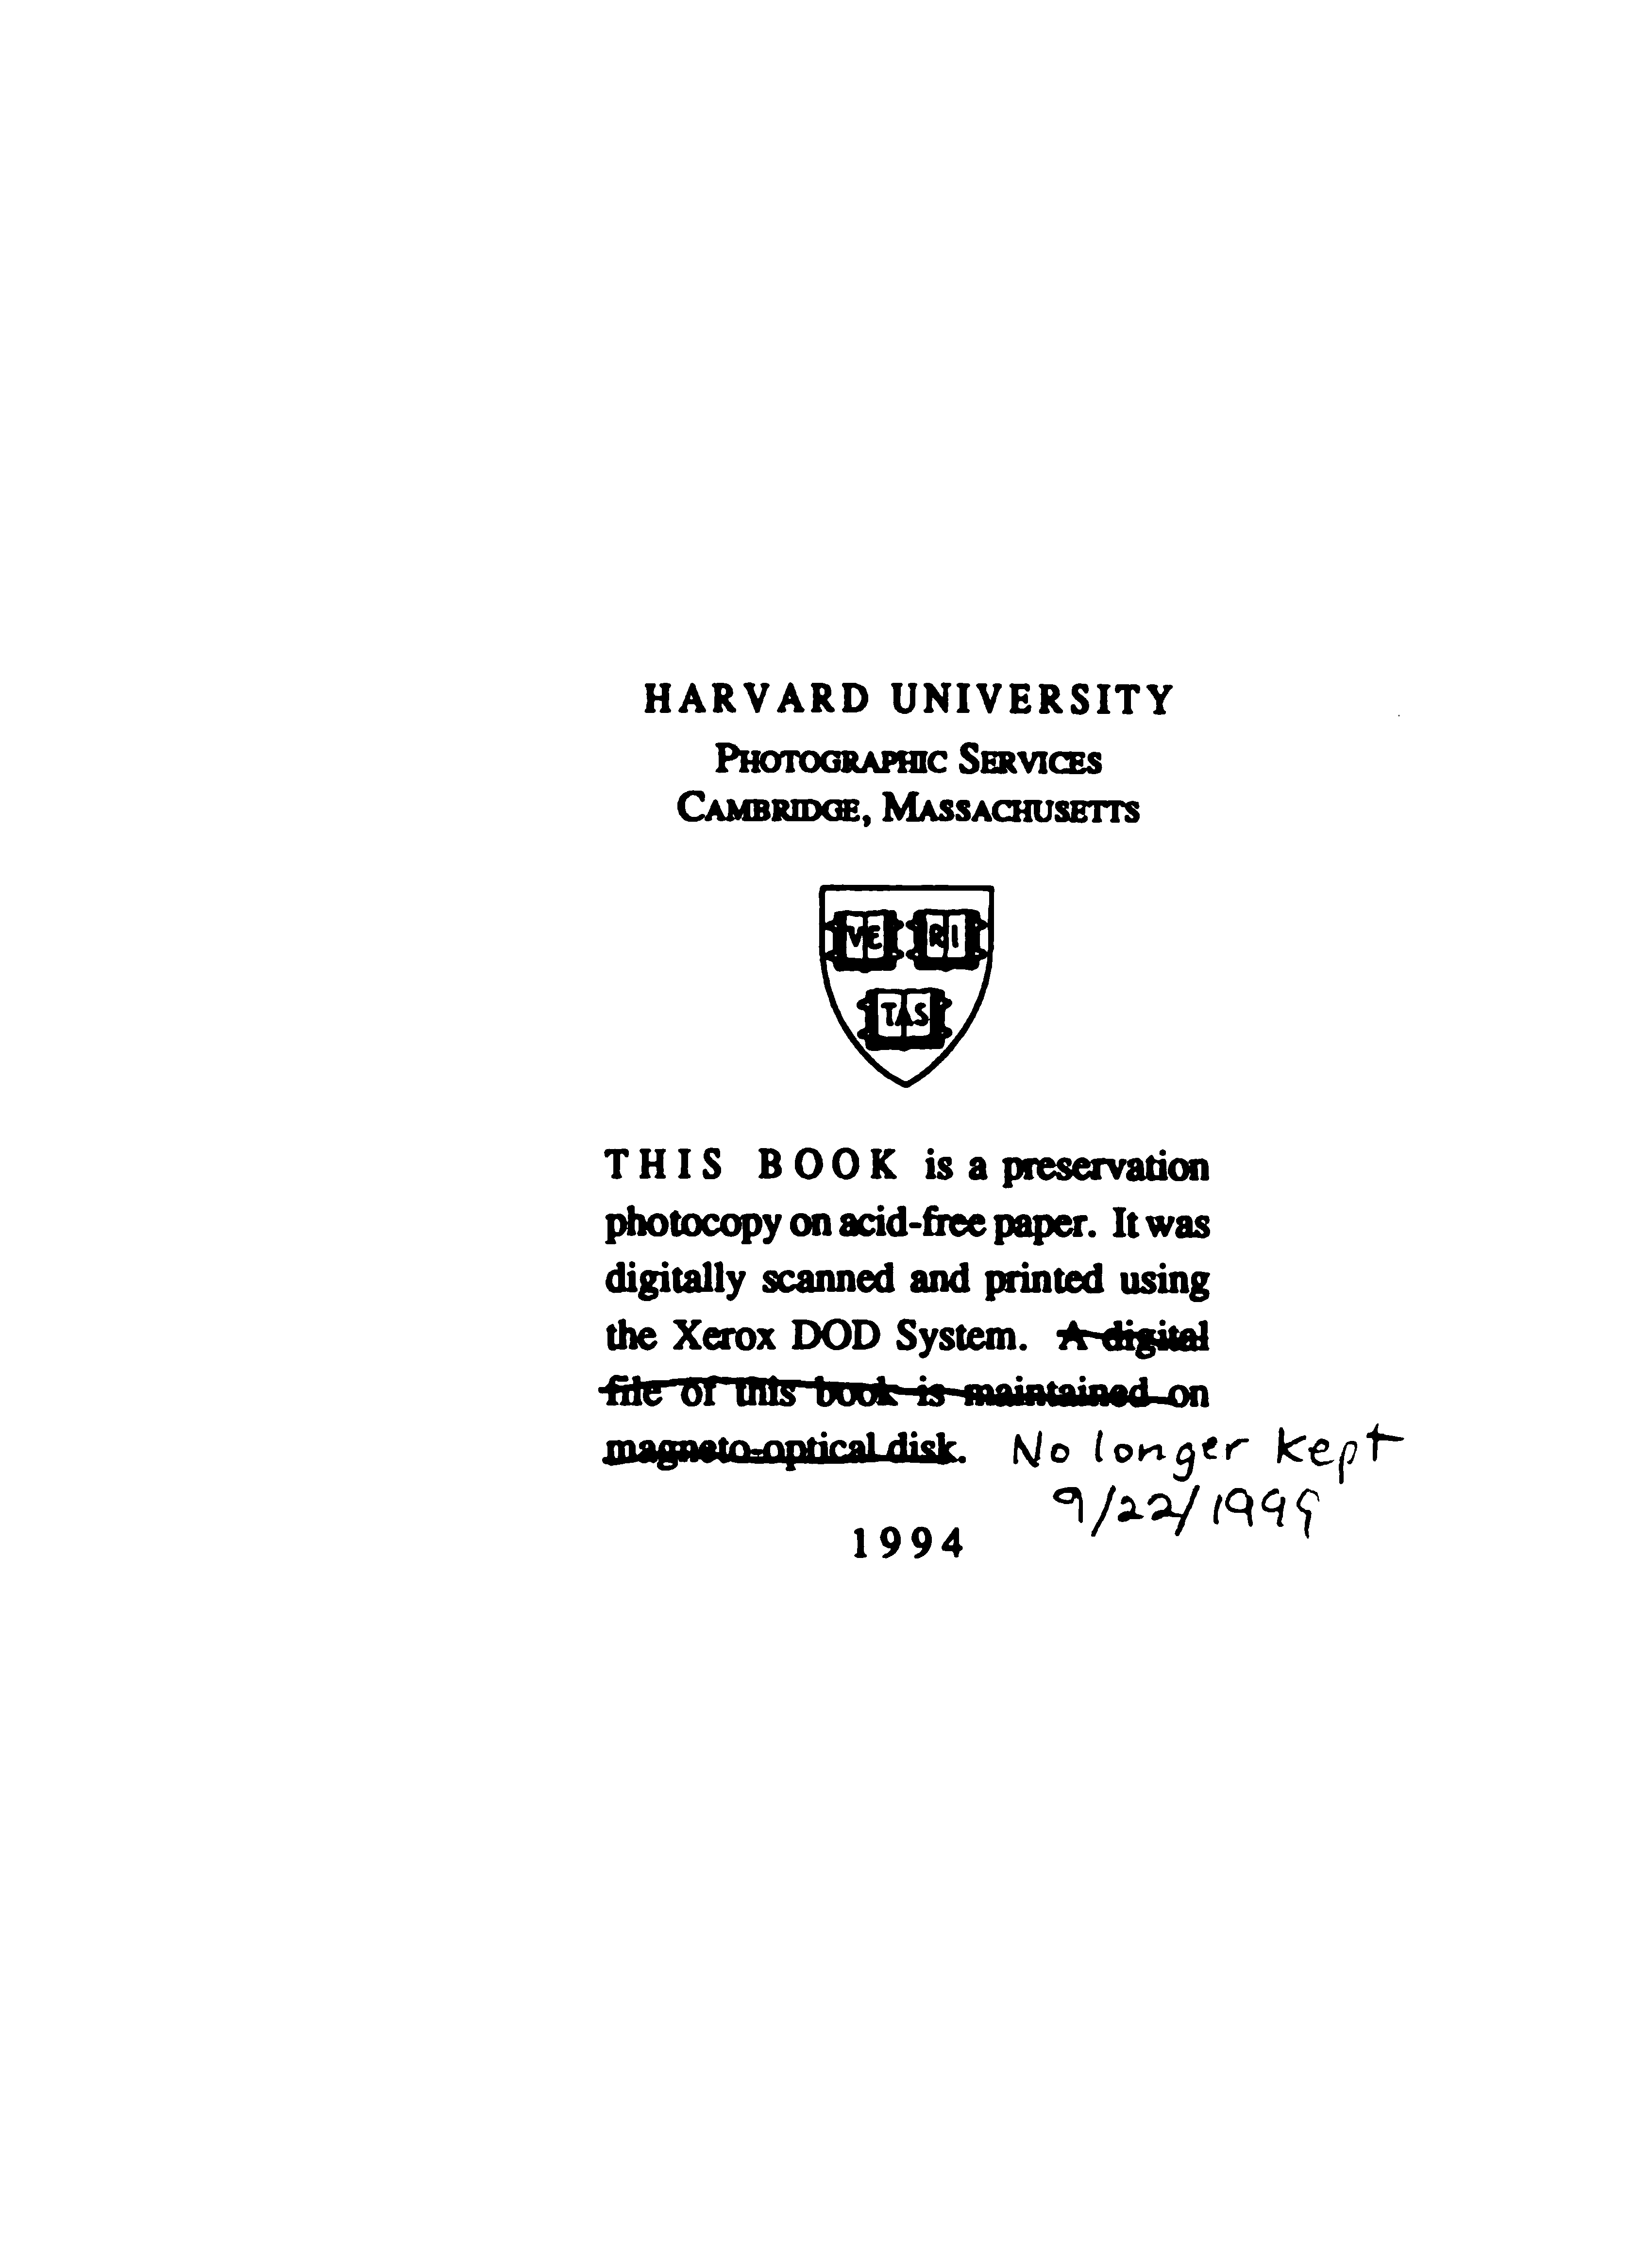 HARVARD UNIVERSITY
PHOTOGRAPHIC SERVICES
CAMBRIDGE, MASSACHUSETTS
VE RI
TAS
THIS BOOK is a preservation
photocopy on acid-free paper. It was
digitally scanned and printed using
the Xerox DOD System. A digital
file of this book is maintained on
magneto-optical disk. No longer kept
9/22/1999
1994